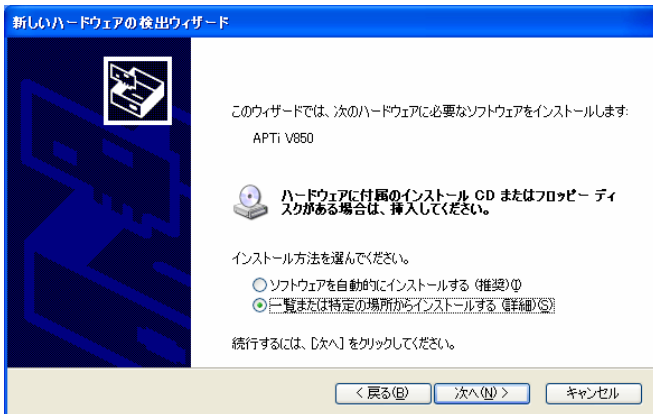 新しいハードウェアの検出ウィザード
このウィザードでは、次のハードウェアに必要なソフトウェアをインストールします:
APTi V850
ハードウェアに付属のインストール CD またはフロッピー ディ
スクがある場合は、挿入してください。
インストール方法を選んでください。
ソフトウェアを自動的にインストールする (推奨)(I)
一覧または特定の場所からインストールする (詳細)(S)
続行するには、[次へ] をクリックしてください。
< 戻る(B) 次へ(N) > キャンセル